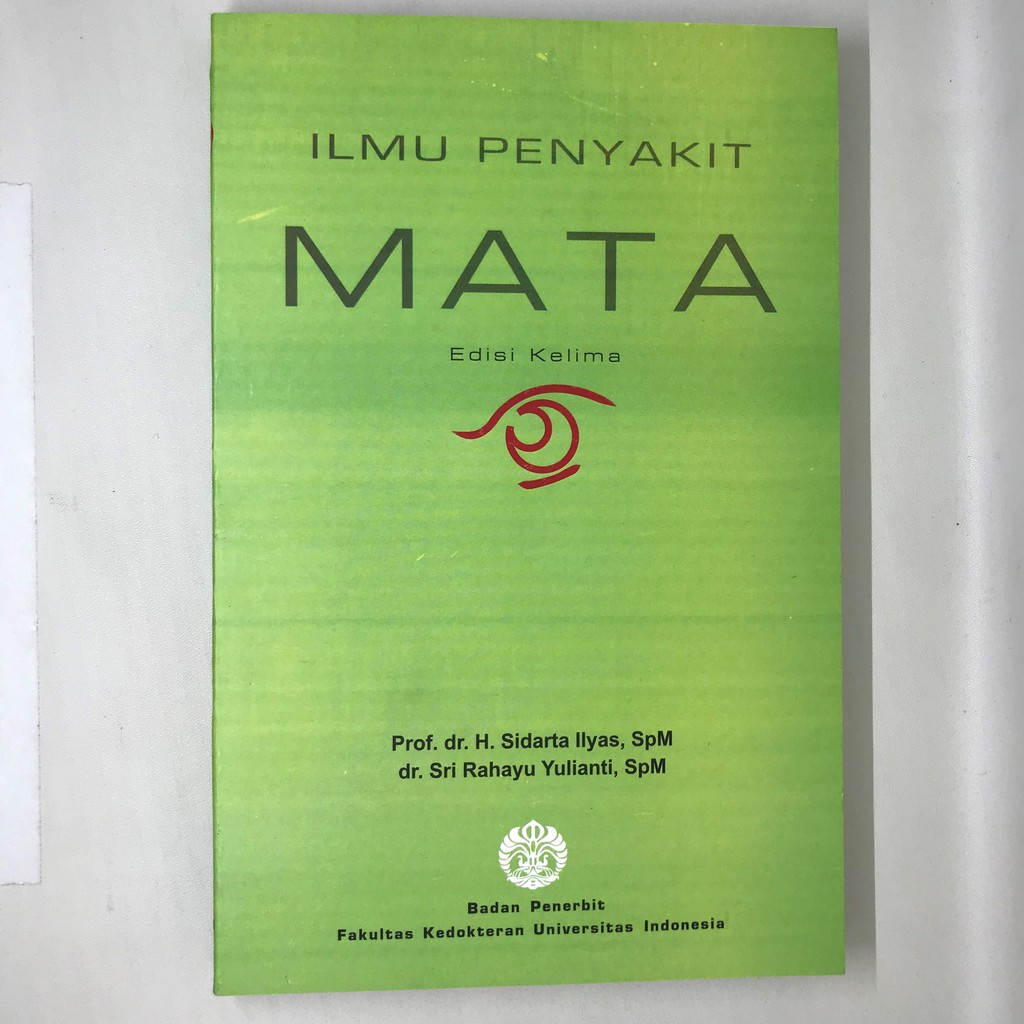 ILMU PENYAKIT
MATA
Edisi Kelima
Prof. dr. H. Sidarta Ilyas, SpM
dr. Sri Rahayu Yulianti, SpM
Badan Penerbit
Fakultas Kedokteran Universitas Indonesia